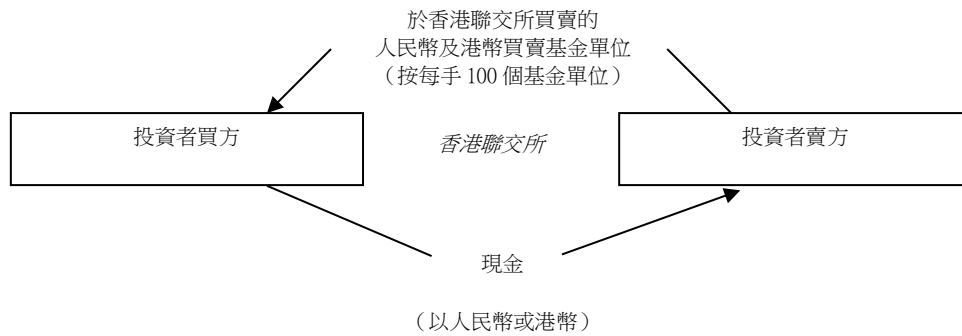 於香港聯交所買賣的
人民幣及港幣買賣基金單位
（按每手 100 個基金單位）
投資者買方
香港聯交所
投資者賣方
現金
（以人民幣或港幣）